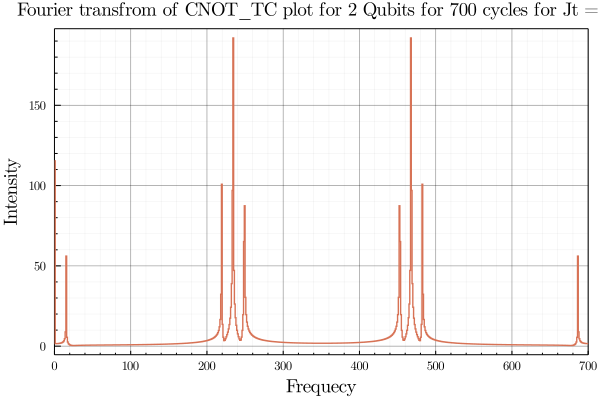 Fourier transfrom of CNOT_TC plot for 2 Qubits for 700 cycles for Jt =
Intensity
150
100
50
0
0 100 200 300 400 500 600 700
Frequecy